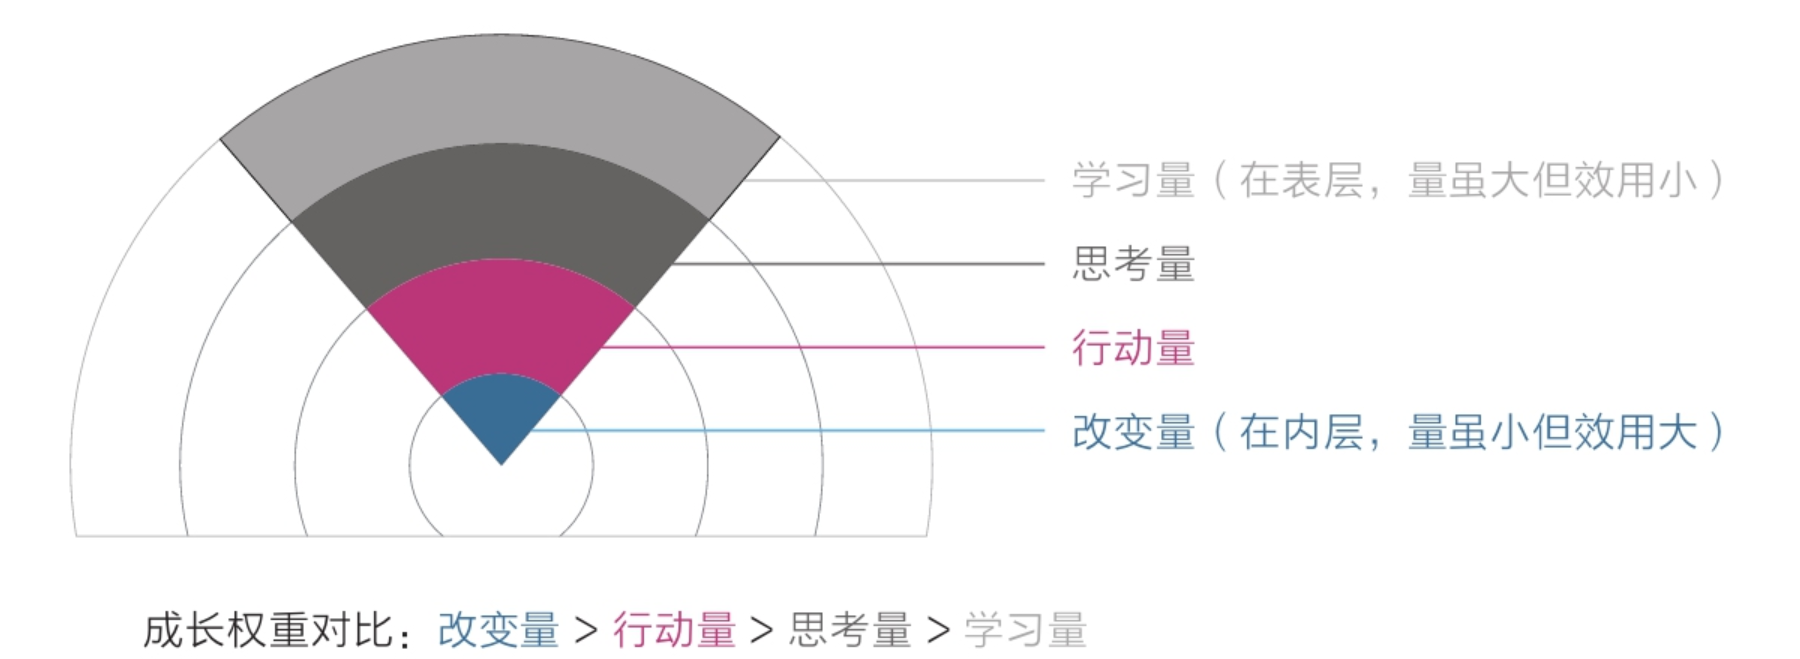 学习量（在表层，量虽大但效用小）
思考量
行动量
改变量（在内层，量虽小但效用大）
成长权重对比：改变量 > 行动量 > 思考量 > 学习量